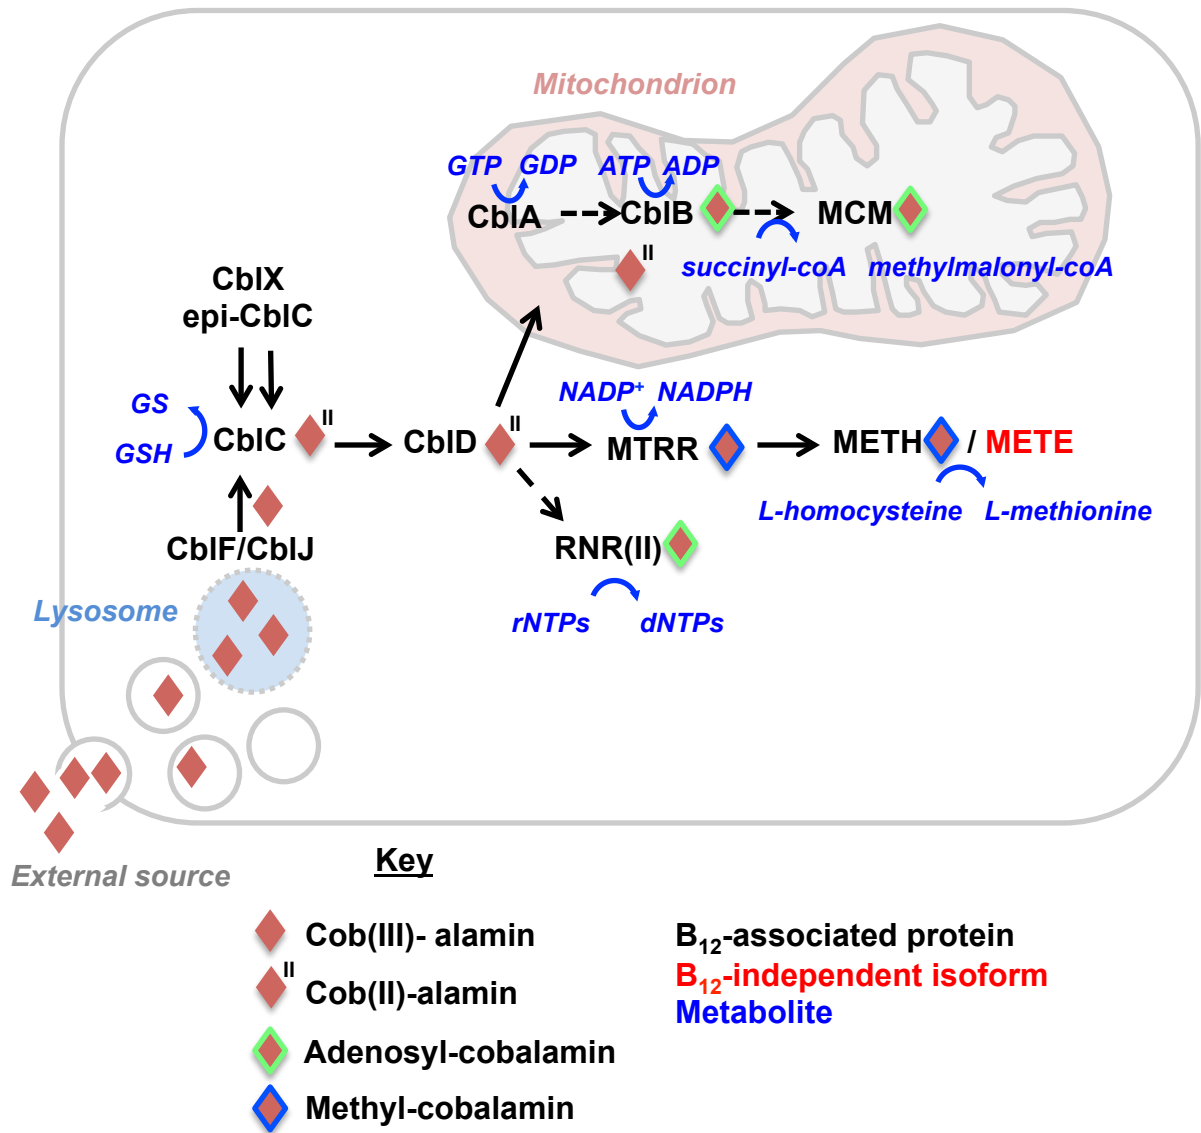 Mitochondrion
GTP GDP ATP ADP
CblA CblB MCM
II
succinyl-coA methylmalonyl-coA
CblX
epi-CblC
GS
GSH
CblC II
CblD II
NADP+ NADPH
MTRR
METH / METE
L-homocysteine L-methionine
CblF/CblJ
RNR(II)
rNTPs dNTPs
Lysosome
External source
Key
Cob(III)- alamin
II
Cob(II)-alamin
Adenosyl-cobalamin
Methyl-cobalamin
B12-associated protein
B12-independent isoform
Metabolite